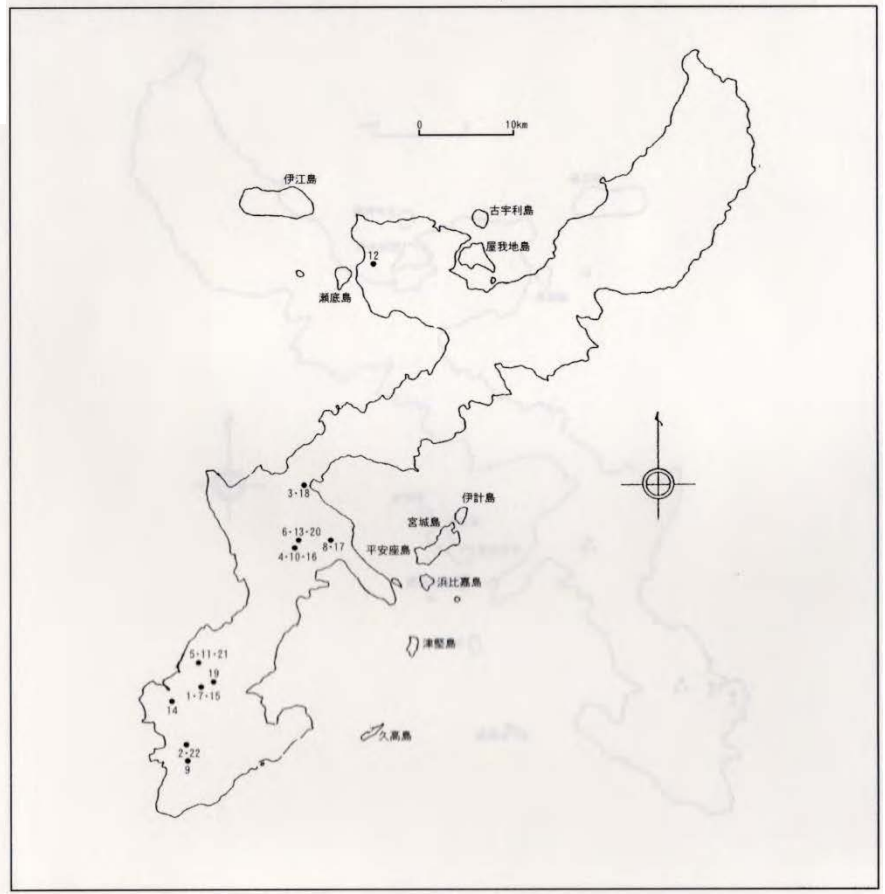 0 10km
伊江島
古宇利島
屋我地島
12
瀬底島
3・18
伊計島
宮城島
6・13・20
8・17
平安座島
4・10・16
浜比嘉島
津堅島
5・11・21
19
1・7・15
14
久高島
2・22
9